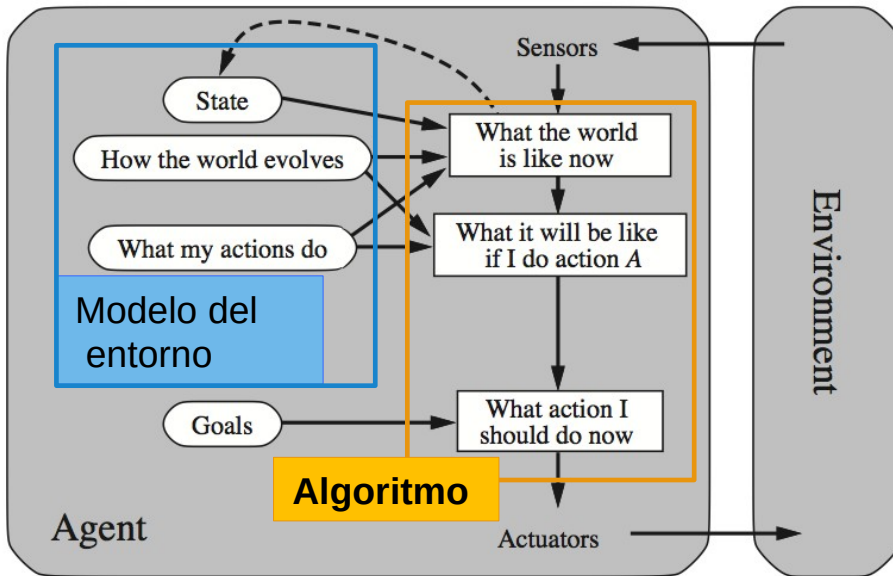 Sensors
State
What the world
is like now
How the world evolves
What it will be like
if I do action A
What my actions do
Modelo del
entorno
What action I
should do now
Goals
Algoritmo
Agent
Actuators
Environment